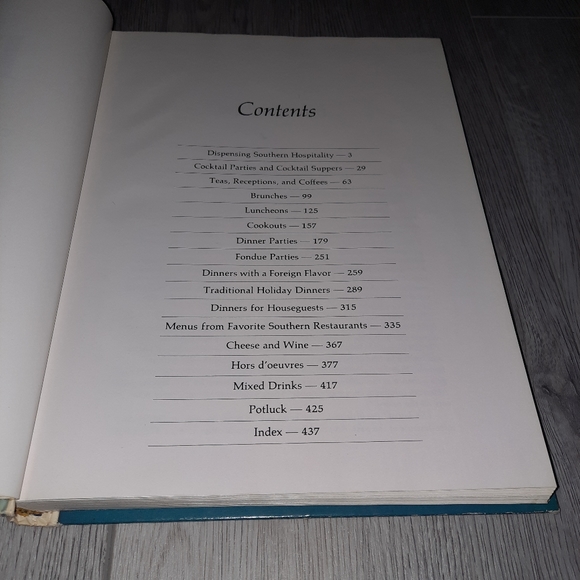 Contents
Dispensing Southern Hospitality — 3
Cocktail Parties and Cocktail Suppers — 29
Teas, Receptions, and Coffees — 63
Brunches — 99
Luncheons — 125
Cookouts — 157
Dinner Parties — 179
Fondue Parties — 251
Dinners with a Foreign Flavor — 259
Traditional Holiday Dinners — 289
Dinners for Houseguests — 315
Menus from Favorite Southern Restaurants — 335
Cheese and Wine — 367
Hors d'oeuvres — 377
Mixed Drinks — 417
Potluck — 425
Index — 437